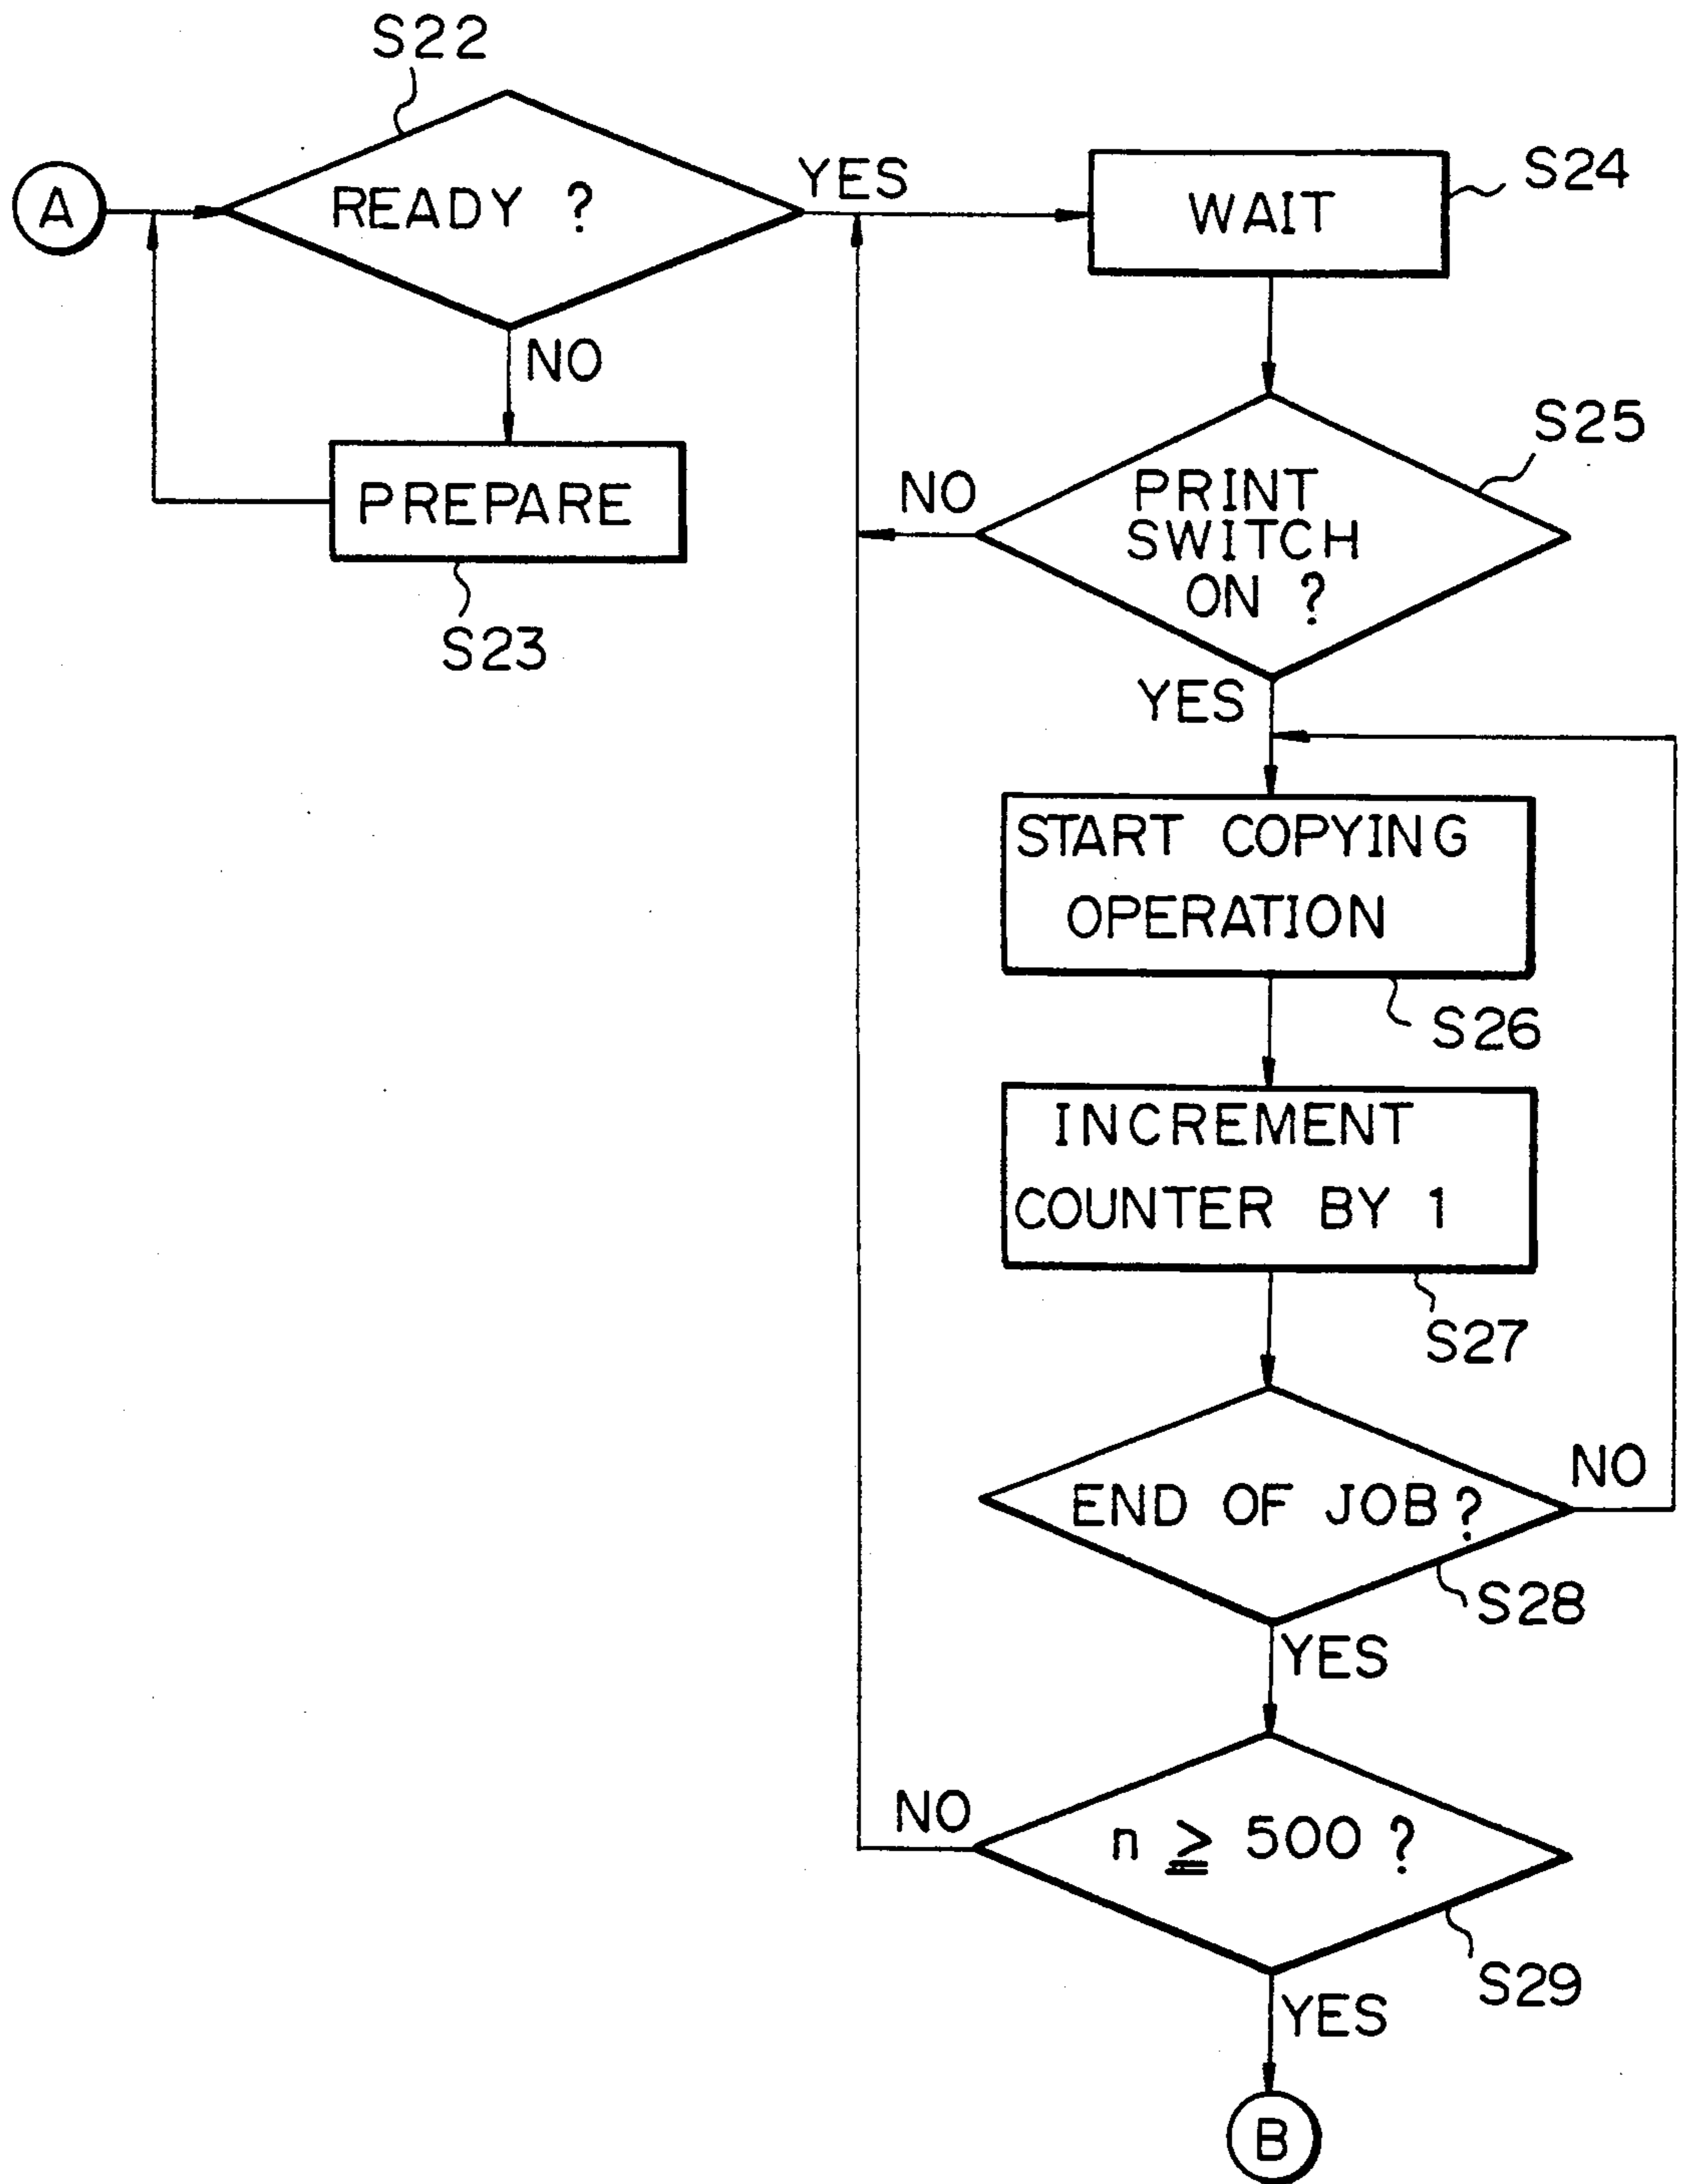 S22
A
READY ?
YES
WAIT
S24
NO
PREPARE
S23
S25
NO
PRINT
SWITCH
ON ?
YES
START COPYING
OPERATION
S26
INCREMENT
COUNTER BY 1
S27
END OF JOB?
NO
S28
YES
NO
n ≧ 500 ?
S29
YES
B